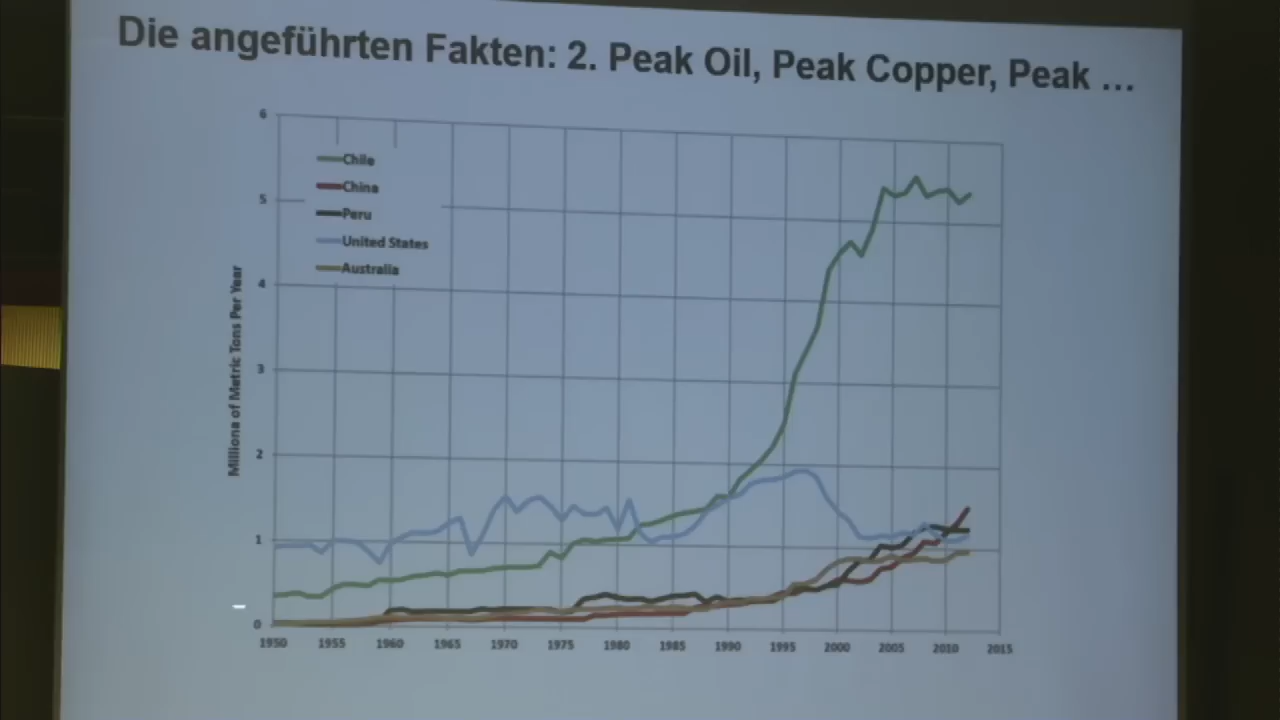 Die angeführten Fakten: 2. Peak Oil, Peak Copper, Peak ...
6
Chile
China
5
Peru
United States
Australia
4
3
2
1
0
Millions of Metric Tons Per Year
1950 1955 1960 1965 1970 1975 1980 1985 1990 1995 2000 2005 2010 2015